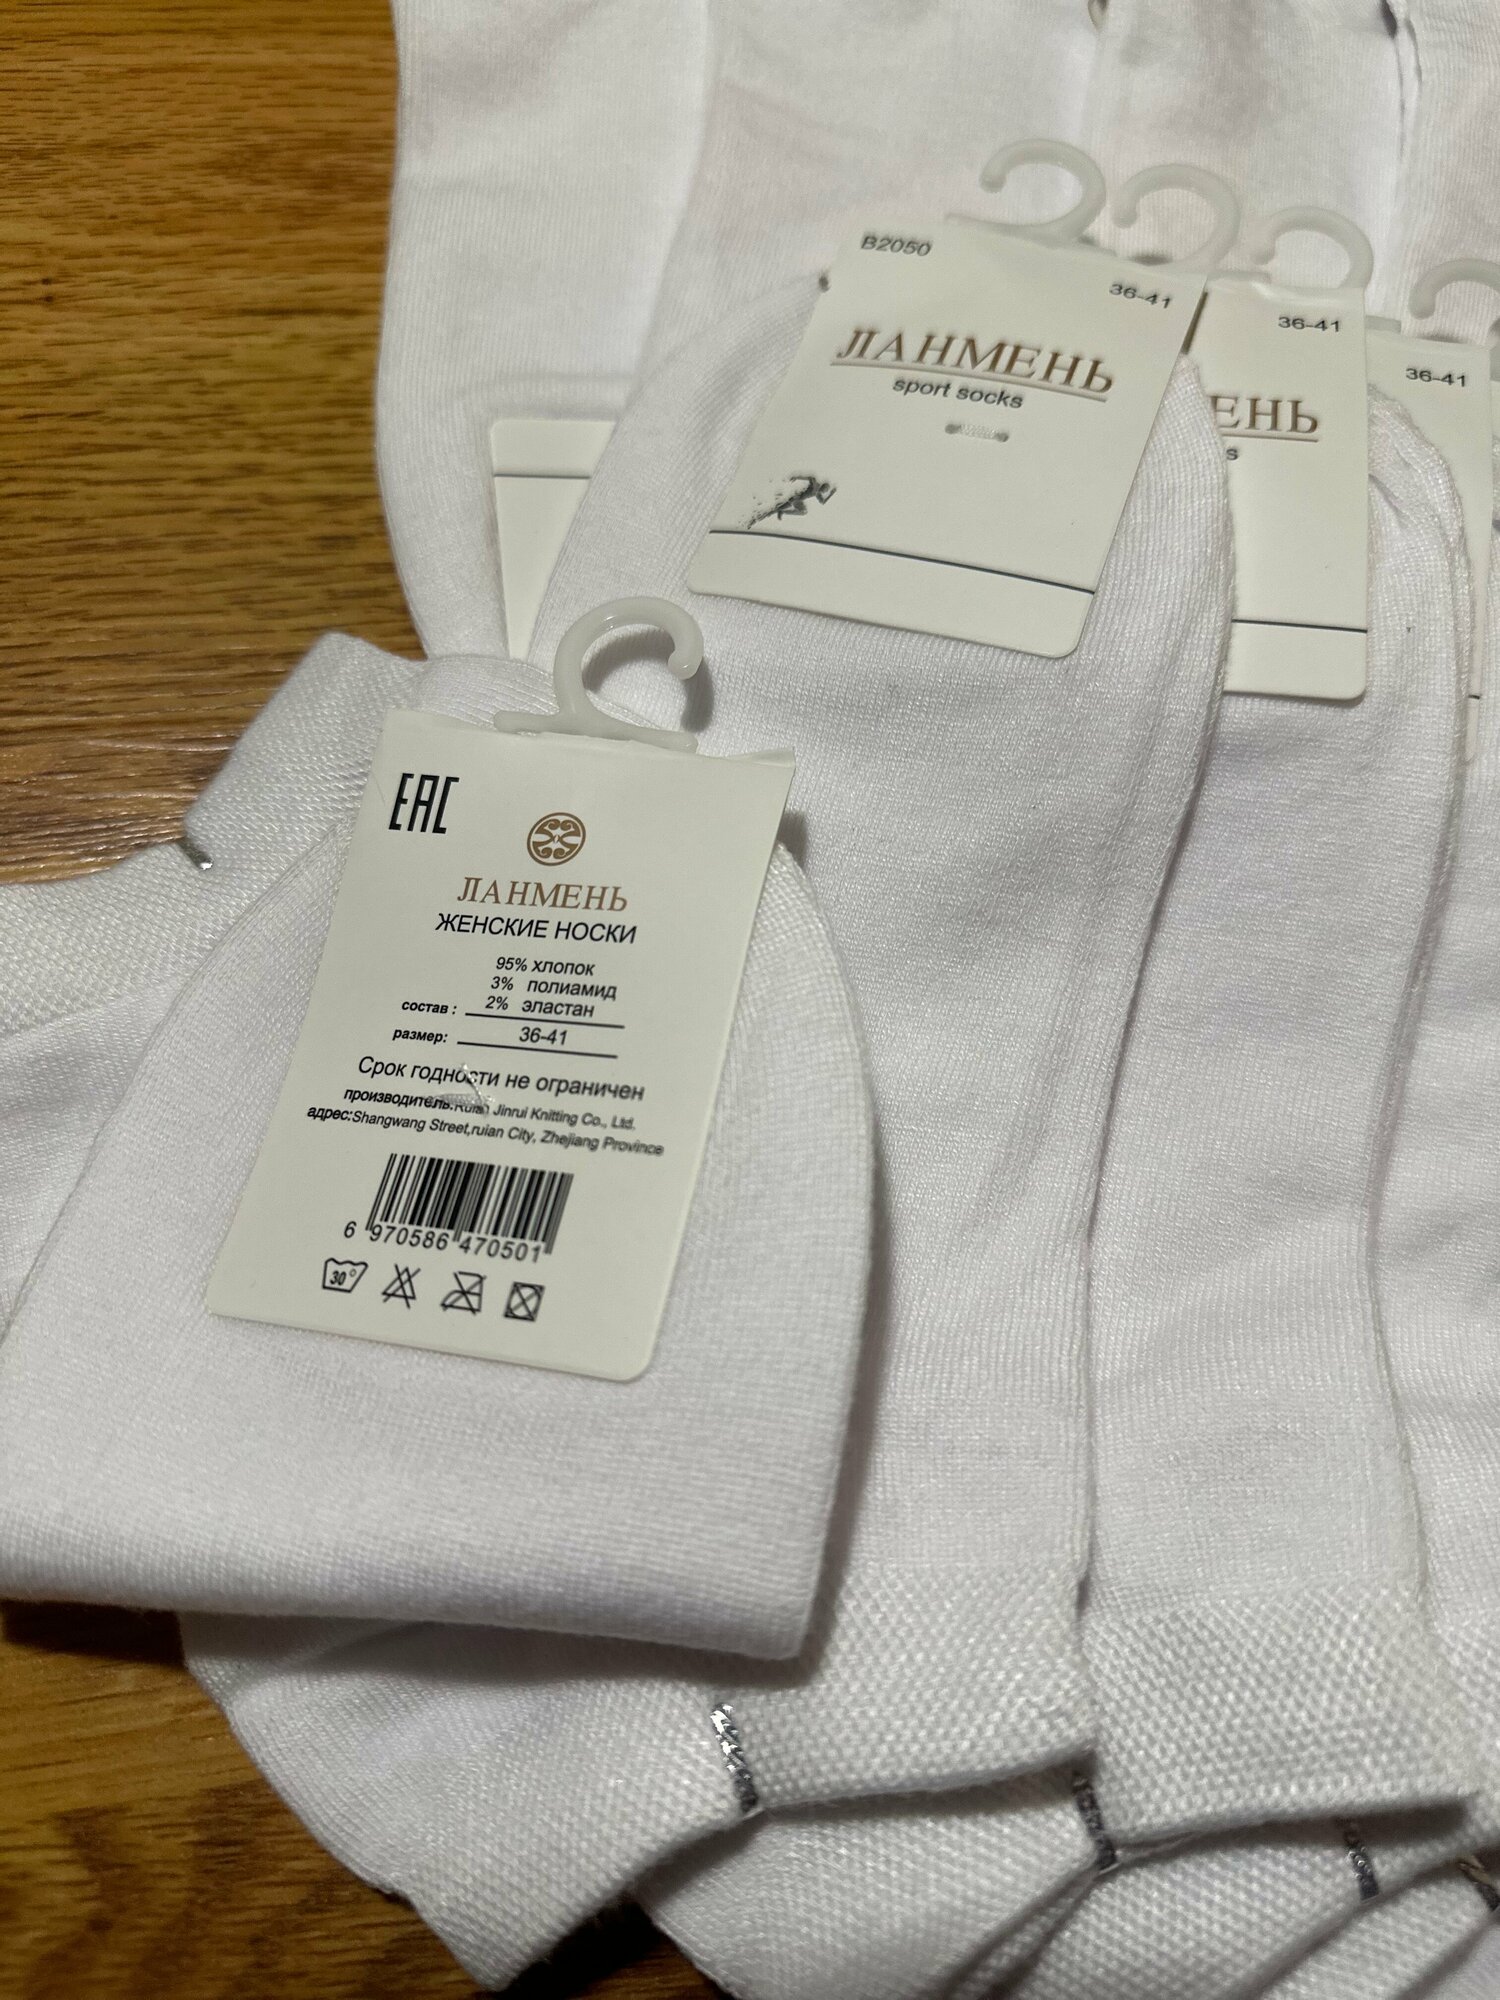 B2050
36-41
ЛАНМЕНЬ
sport socks
36-41
ЕНЬ
s
36-41
ЕАС
ЛАНМЕНЬ
ЖЕНСКИЕ НОСКИ
95% хлопок
3% полиамид
состав : 2% эластан
размер: 36-41
Срок годности не ограничен
производитель:Ruian Jinrui Knitting Co., Ltd.
адрес:Shangwang Street,ruian City, Zhejiang Province
6 970586 470501
30°